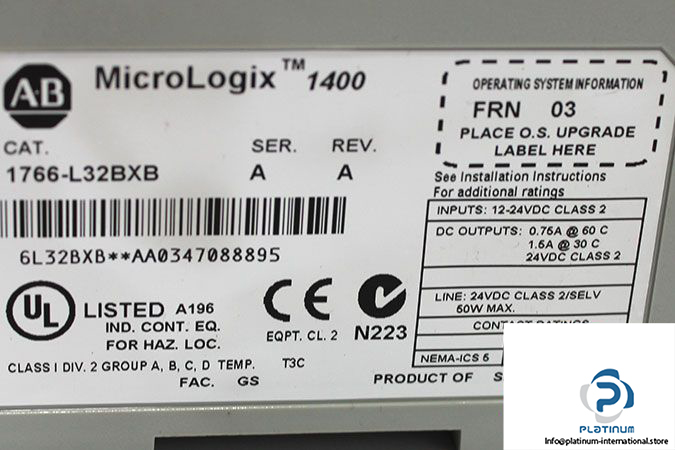 A·B
MicroLogix™ 1400
CAT.
SER. REV.
1766-L32BXB
A A
6L32BXB**AA0347088895
OPERATING SYSTEM INFORMATION
FRN 03
PLACE O.S. UPGRADE
LABEL HERE
See Installation Instructions
For additional ratings
INPUTS: 12-24VDC CLASS 2
DC OUTPUTS: 0.75A @ 60 C
1.5A @ 30 C
24VDC CLASS 2
LINE: 24VDC CLASS 2/SELV
60W MAX.
CONTACT RATINGS
NEMA-ICS 5
UL
LISTED A196
IND. CONT. EQ.
FOR HAZ. LOC.
CE
EQPT. CL. 2
N223
CLASS I DIV. 2 GROUP A, B, C, D TEMP. T3C
FAC. GS
PRODUCT OF S
PLATINUM
Info@platinum-international.store